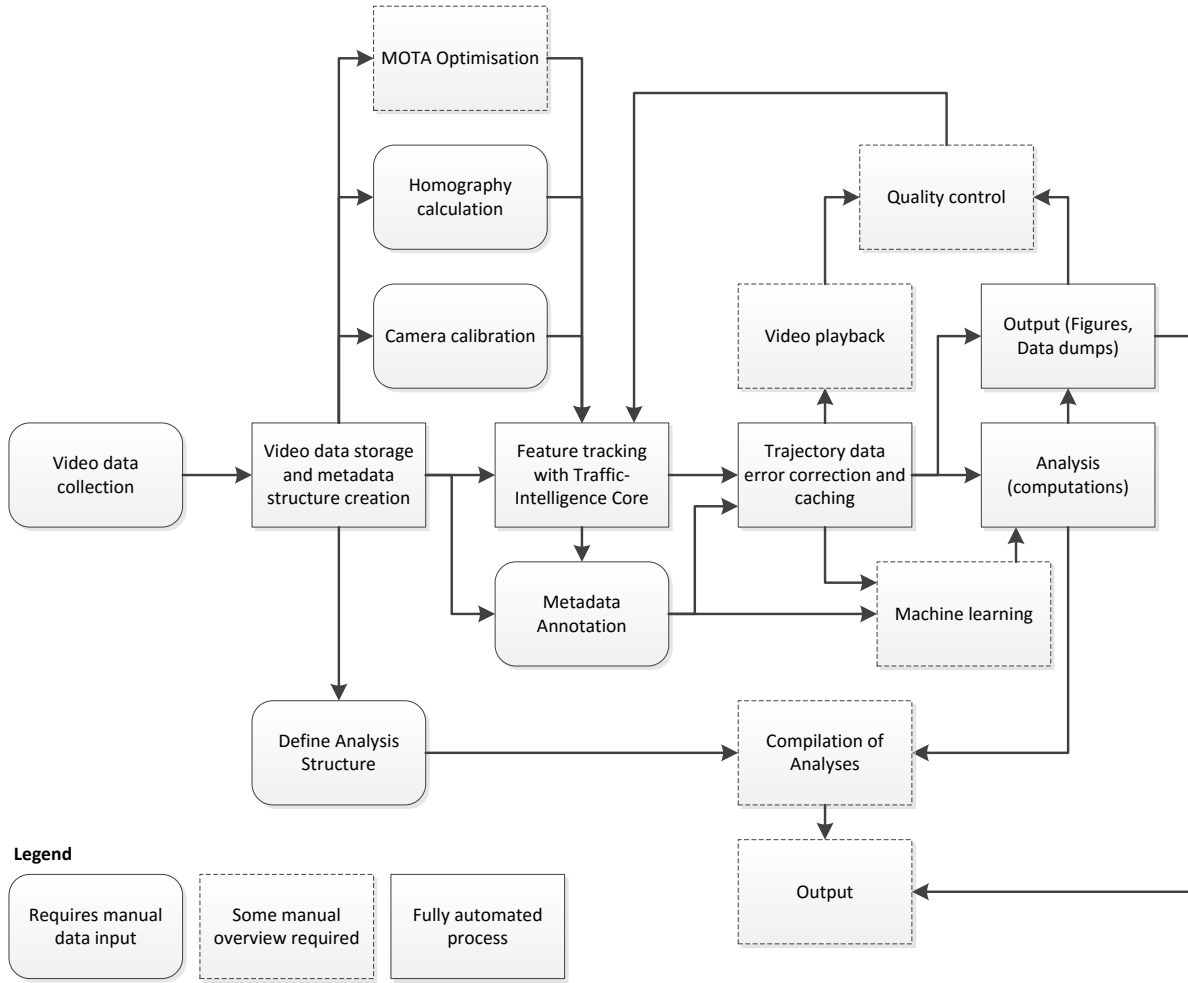 MOTA Optimisation
Homography
calculation
Quality control
Camera calibration
Video playback
Output (Figures,
Data dumps)
Video data
collection
Video data storage
and metadata
structure creation
Feature tracking
with Traffic-
Intelligence Core
Trajectory data
error correction and
caching
Analysis
(computations)
Metadata
Annotation
Machine learning
Define Analysis
Structure
Compilation of
Analyses
Output
Legend
Requires manual
data input
Some manual
overview required
Fully automated
process